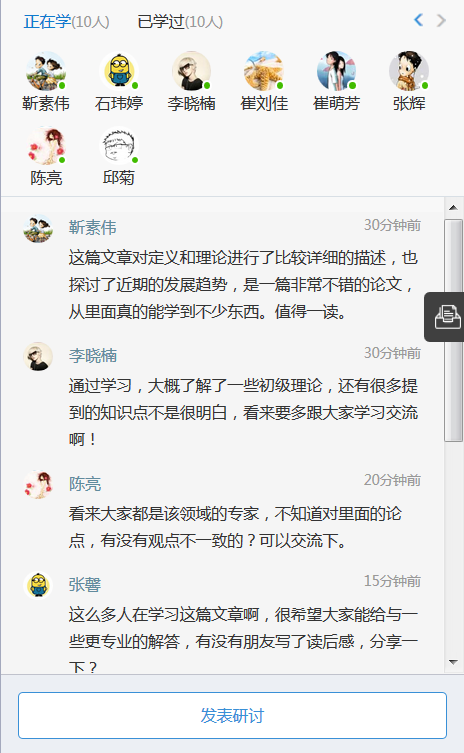 正在学(10人) 已学过(10人)
靳素伟 石玮婷 李晓楠 崔刘佳 崔萌芳 张辉
陈亮 邱菊
靳素伟 30分钟前
这篇文章对定义和理论进行了比较详细的描述，也
探讨了近期的发展趋势，是一篇非常不错的论文，
从里面真的能学到不少东西。值得一读。
李晓楠 30分钟前
通过学习，大概了解了一些初级理论，还有很多提
到的知识点不是很明白，看来要多跟大家学习交流
啊！
陈亮 20分钟前
看来大家都是该领域的专家，不知道对里面的论
点，有没有观点不一致的？可以交流下。
张馨 15分钟前
这么多人在学习这篇文章啊，很希望大家能给与一
些更专业的解答，有没有朋友写了读后感，分享一
下？
发表研讨